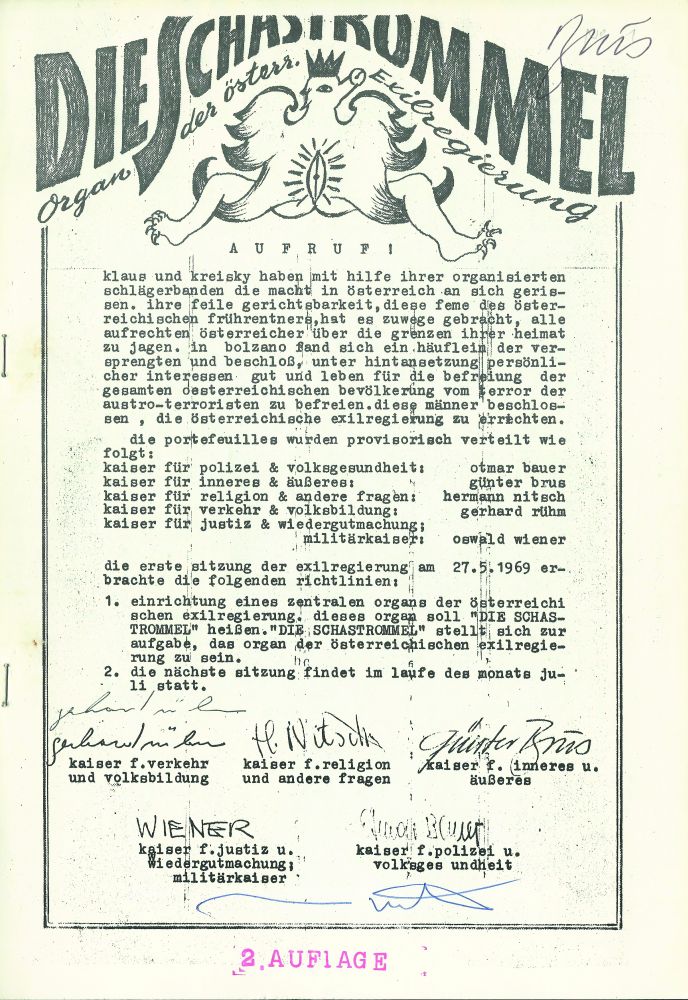 Brus
DIE SCHASTROMMEL
Organ der österr. Exilregierung
AUFRUF!
klaus und kreisky haben mit hilfe ihrer organisierten
schlägerbanden die macht in österreich an sich geris-
sen. ihre feile gerichtsbarkeit,diese feme des öster-
reichischen frührentners,hat es zuwege gebracht, alle
aufrechten österreicher über die grenzen ihrer heimat
zu jagen. in bolzano fand sich ein häuflein der ver-
sprengten und beschloß, unter hintansetzung persönli-
cher interessen gut und leben für die befreiung der
gesamten oesterreichischen bevölkerung vom terror der
austro-terroristen zu befreien.diese männer beschlos-
sen , die österreichische exilregierung zu errichten.
die portefeuilles wurden provisorisch verteilt wie
folgt:
kaiser für polizei & volksgesundheit: otmar bauer
kaiser für inneres & äußeres: günter brus
kaiser für religion & andere fragen: hermann nitsch
kaiser für verkehr & volksbildung: gerhard rühm
kaiser für justiz & wiedergutmachung;
militärkaiser: oswald wiener
die erste sitzung der exilregierung am 27.5.1969 er-
brachte die folgenden richtlinien:
1. einrichtung eines zentralen organs der österreichi
schen exilregierung. dieses organ soll "DIE SCHAS-
TROMMEL" heißen."DIE SCHASTROMMEL" stellt sich zur
aufgabe, das organ der österreichischen exilregie-
rung zu sein.
2. die nächste sitzung findet im laufe des monats ju-
li statt.
gerhard rühm
gerhard rühm H. Nitsch Günter Brus
kaiser f.verkehr kaiser f.religion kaiser f. inneres u.
und volksbildung und andere fragen äußeres
WIENER Otmar Bauer
kaiser f.justiz u. kaiser f.polizei u.
wiedergutmachung; volksges undheit
militärkaiser
2.AUFlAGE